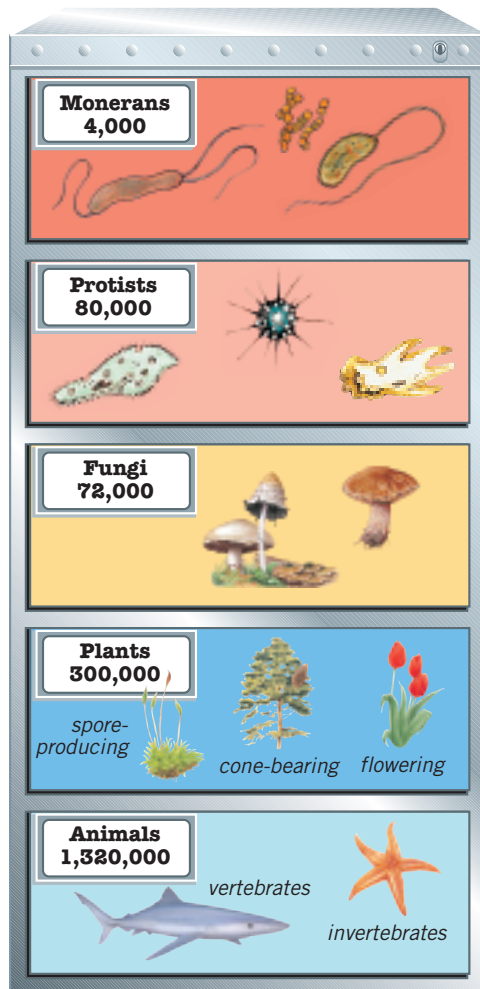 Monerans
4,000
Protists
80,000
Fungi
72,000
Plants
300,000
spore-
producing
cone-bearing
flowering
Animals
1,320,000
vertebrates
invertebrates